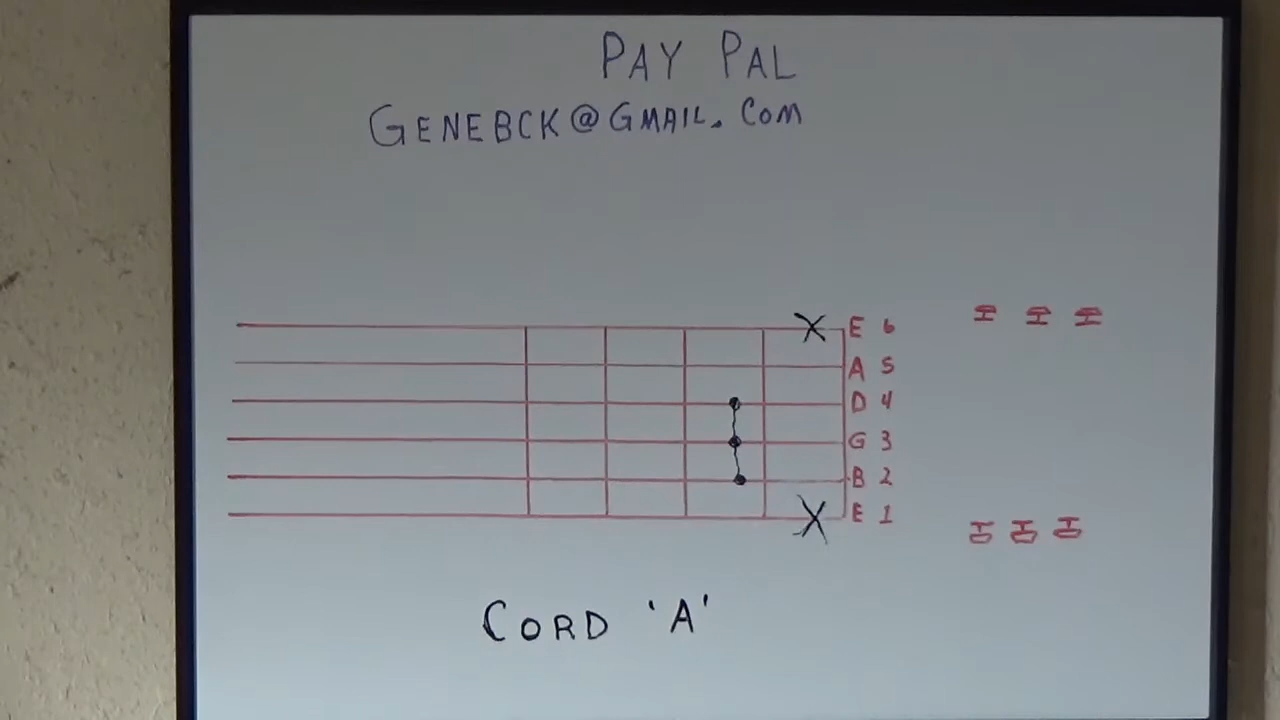 PAY PAL
GENEBCK@GMAIL.COM
X E 6
A 5
D 4
G 3
B 2
X E 1
CORD 'A'